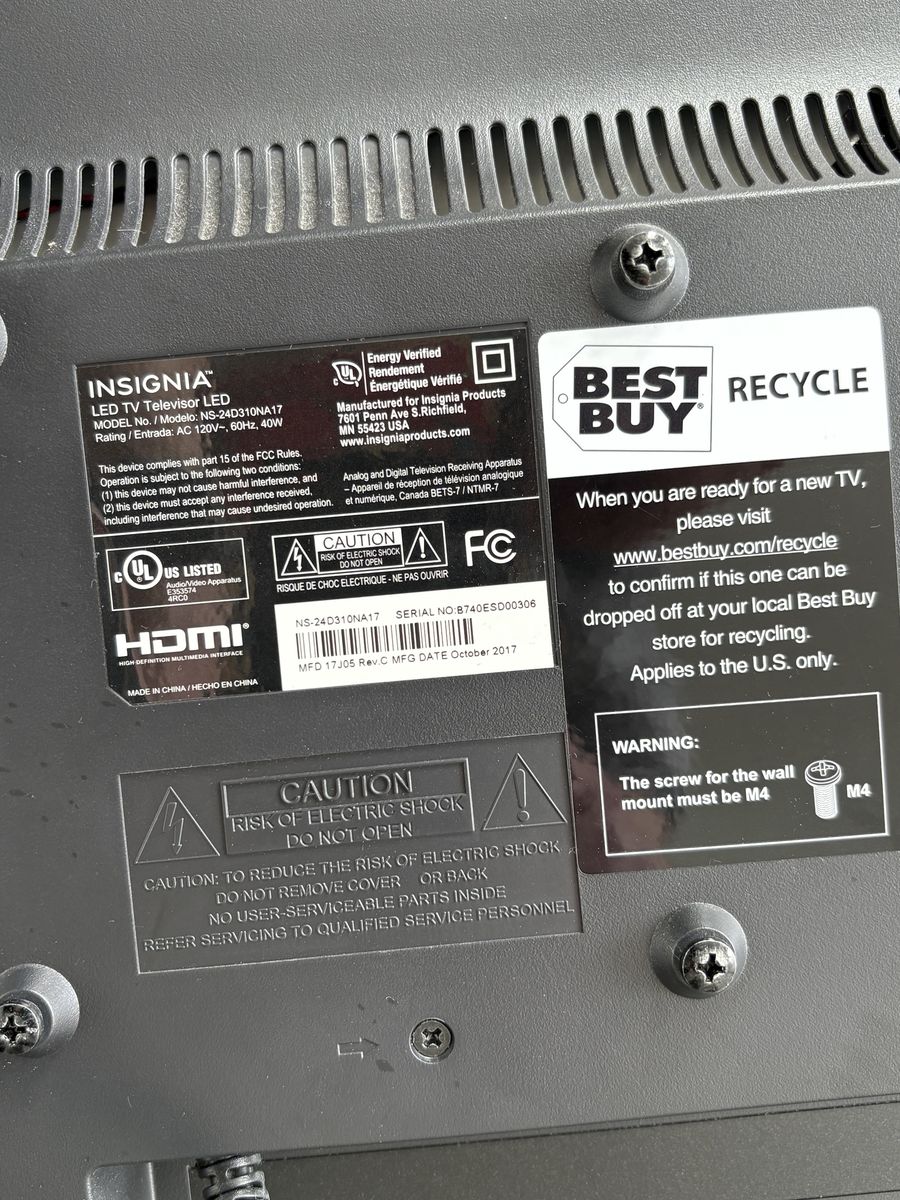 INSIGNIA™
LED TV Televisor LED
MODEL No. / Modelo: NS-24D310NA17
Rating / Entrada: AC 120V~, 60Hz, 40W
c UL
Energy Verified
Rendement
Énergétique Vérifié
Manufactured for Insignia Products
7601 Penn Ave S.Richfield,
MN 55423 USA
www.insigniaproducts.com
This device complies with part 15 of the FCC Rules.
Operation is subject to the following two conditions:
(1) this device may not cause harmful interference, and
(2) this device must accept any interference received,
including interference that may cause undesired operation.
Analog and Digital Television Receiving Apparatus
– Appareil de réception de télévision analogique
et numérique, Canada BETS-7 / NTMR-7
c UL US LISTED
Audio/Video Apparatus
E353574
4RC0
CAUTION
RISK OF ELECTRIC SHOCK
DO NOT OPEN
RISQUE DE CHOC ELECTRIQUE - NE PAS OUVRIR
FC
HDMI®
HIGH-DEFINITION MULTIMEDIA INTERFACE
MADE IN CHINA / HECHO EN CHINA
NS-24D310NA17 SERIAL NO:B740ESD00306
MFD 17J05 Rev.C MFG DATE October 2017
BEST
BUY®
RECYCLE
When you are ready for a new TV,
please visit
www.bestbuy.com/recycle
to confirm if this one can be
dropped off at your local Best Buy
store for recycling.
Applies to the U.S. only.
WARNING:
The screw for the wall
mount must be M4
M4
CAUTION
RISK OF ELECTRIC SHOCK
DO NOT OPEN
CAUTION: TO REDUCE THE RISK OF ELECTRIC SHOCK
DO NOT REMOVE COVER OR BACK
NO USER-SERVICEABLE PARTS INSIDE
REFER SERVICING TO QUALIFIED SERVICE PERSONNEL